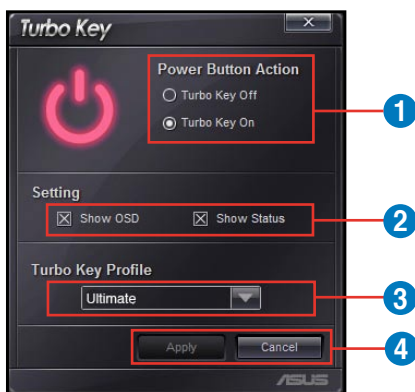 Turbo Key
Power Button Action
Turbo Key Off
Turbo Key On
1
Setting
Show OSD Show Status
2
Turbo Key Profile
Ultimate
3
Apply Cancel
4
ASUS